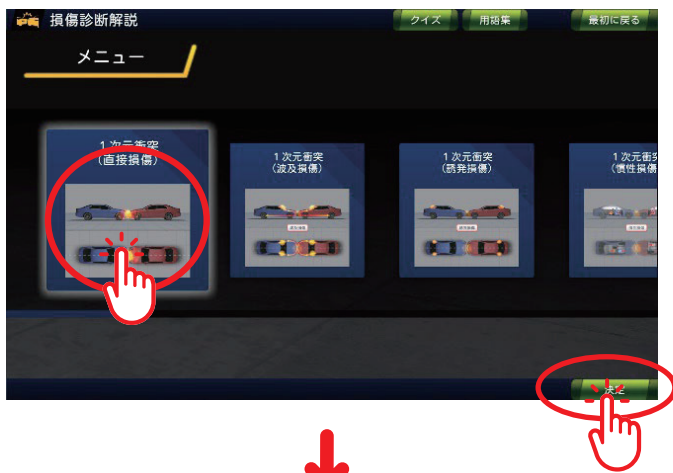 損傷診断解説
クイズ
用語集
最初に戻る
メニュー
1次元衝突
(直接損傷)
1次元衝突
(波及損傷)
1次元衝突
(誘発損傷)
1次元衝突
(慣性損傷
決定